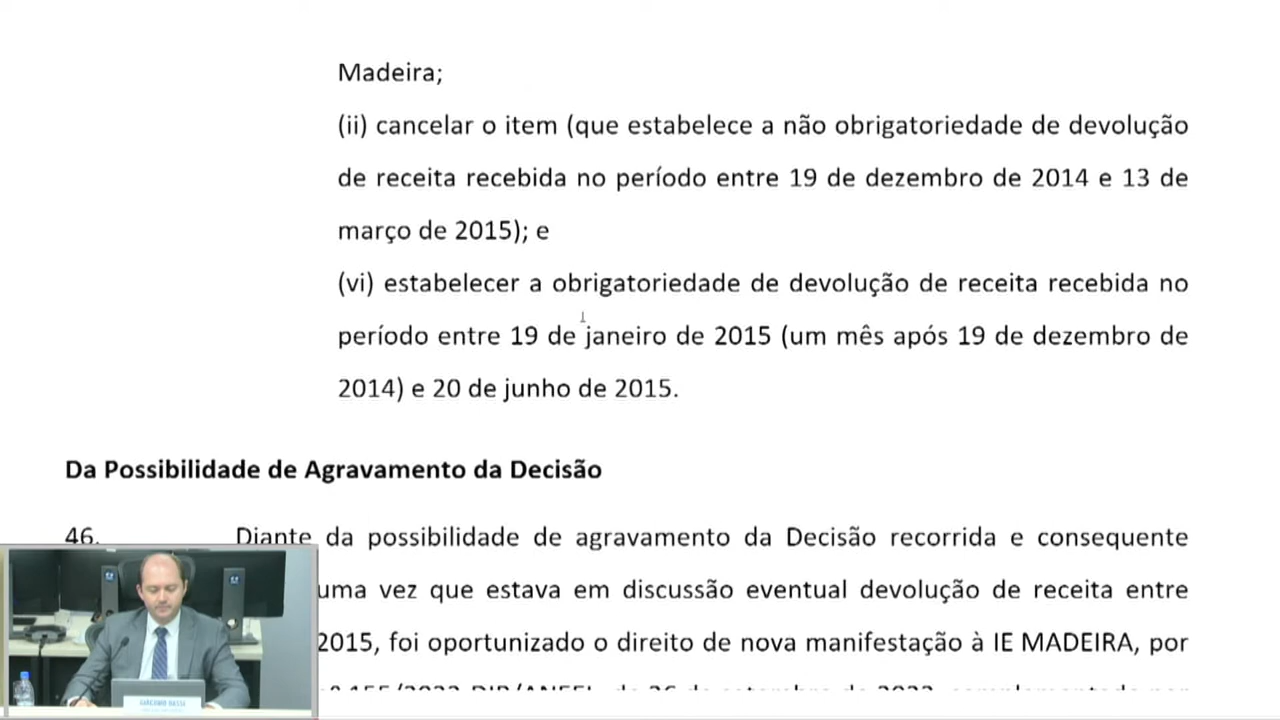 Madeira;
(ii) cancelar o item (que estabelece a não obrigatoriedade de devolução
de receita recebida no período entre 19 de dezembro de 2014 e 13 de
março de 2015); e
(vi) estabelecer a obrigatoriedade de devolução de receita recebida no
período entre 19 de janeiro de 2015 (um mês após 19 de dezembro de
2014) e 20 de junho de 2015.
Da Possibilidade de Agravamento da Decisão
46. Diante da possibilidade de agravamento da Decisão recorrida e consequente
uma vez que estava em discussão eventual devolução de receita entre
2015, foi oportunizado o direito de nova manifestação à IE MADEIRA, por